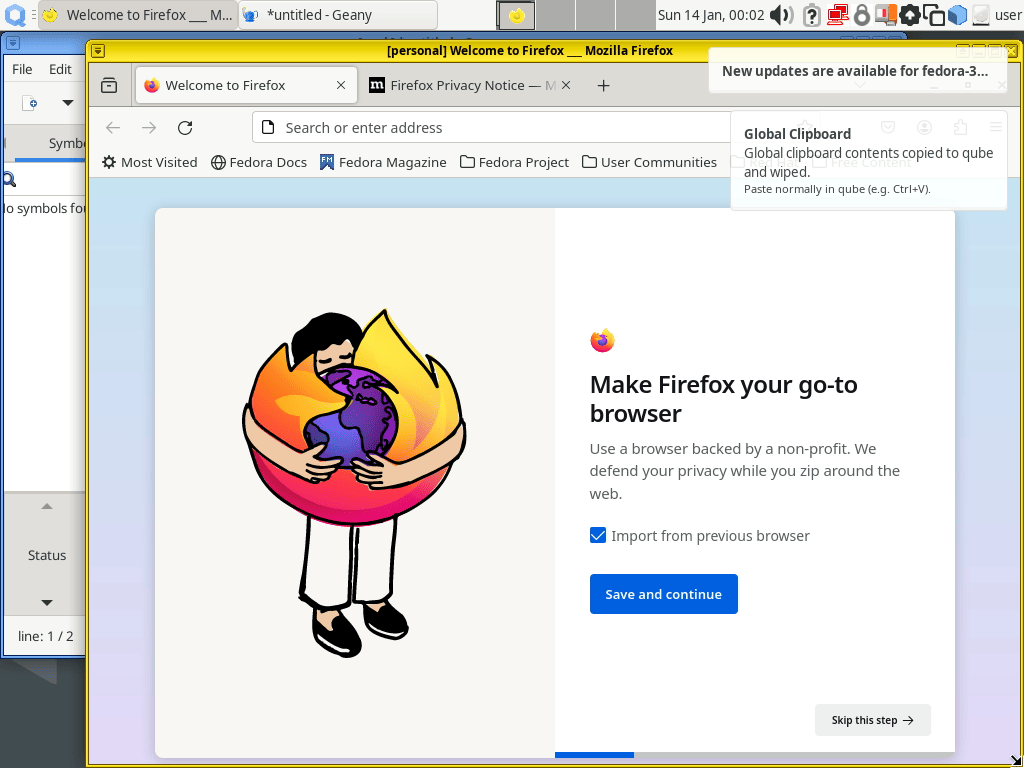 Welcome to Firefox ___ M...
*untitled - Geany
Sun 14 Jan, 00:02
user
[personal] Welcome to Firefox ___ Mozilla Firefox
File Edit
Welcome to Firefox
Firefox Privacy Notice — M
New updates are available for fedora-3...
Search or enter address
Global Clipboard
Global clipboard contents copied to qube
and wiped.
Paste normally in qube (e.g. Ctrl+V).
Symbo
Most Visited
Fedora Docs
Fedora Magazine
Fedora Project
User Communities
Red Hat
Free Content
lo symbols fou
Make Firefox your go-to
browser
Use a browser backed by a non-profit. We
defend your privacy while you zip around the
web.
Import from previous browser
Save and continue
Status
line: 1 / 2
Skip this step